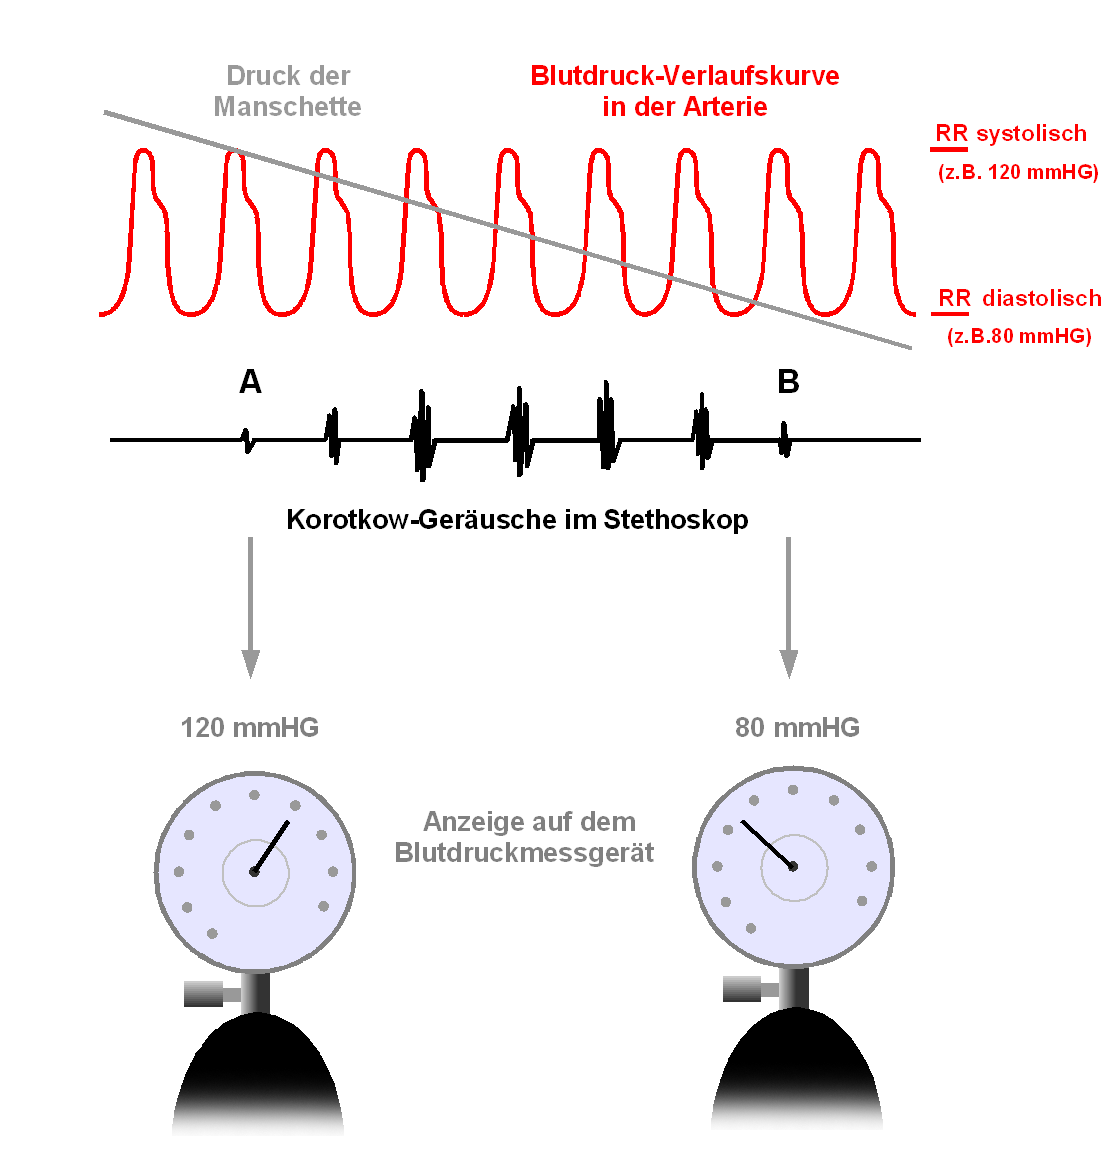 Druck der
Manschette
Blutdruck-Verlaufskurve
in der Arterie
RR systolisch
(z.B. 120 mmHG)
RR diastolisch
(z.B.80 mmHG)
A
B
Korotkow-Geräusche im Stethoskop
120 mmHG
80 mmHG
Anzeige auf dem
Blutdruckmessgerät